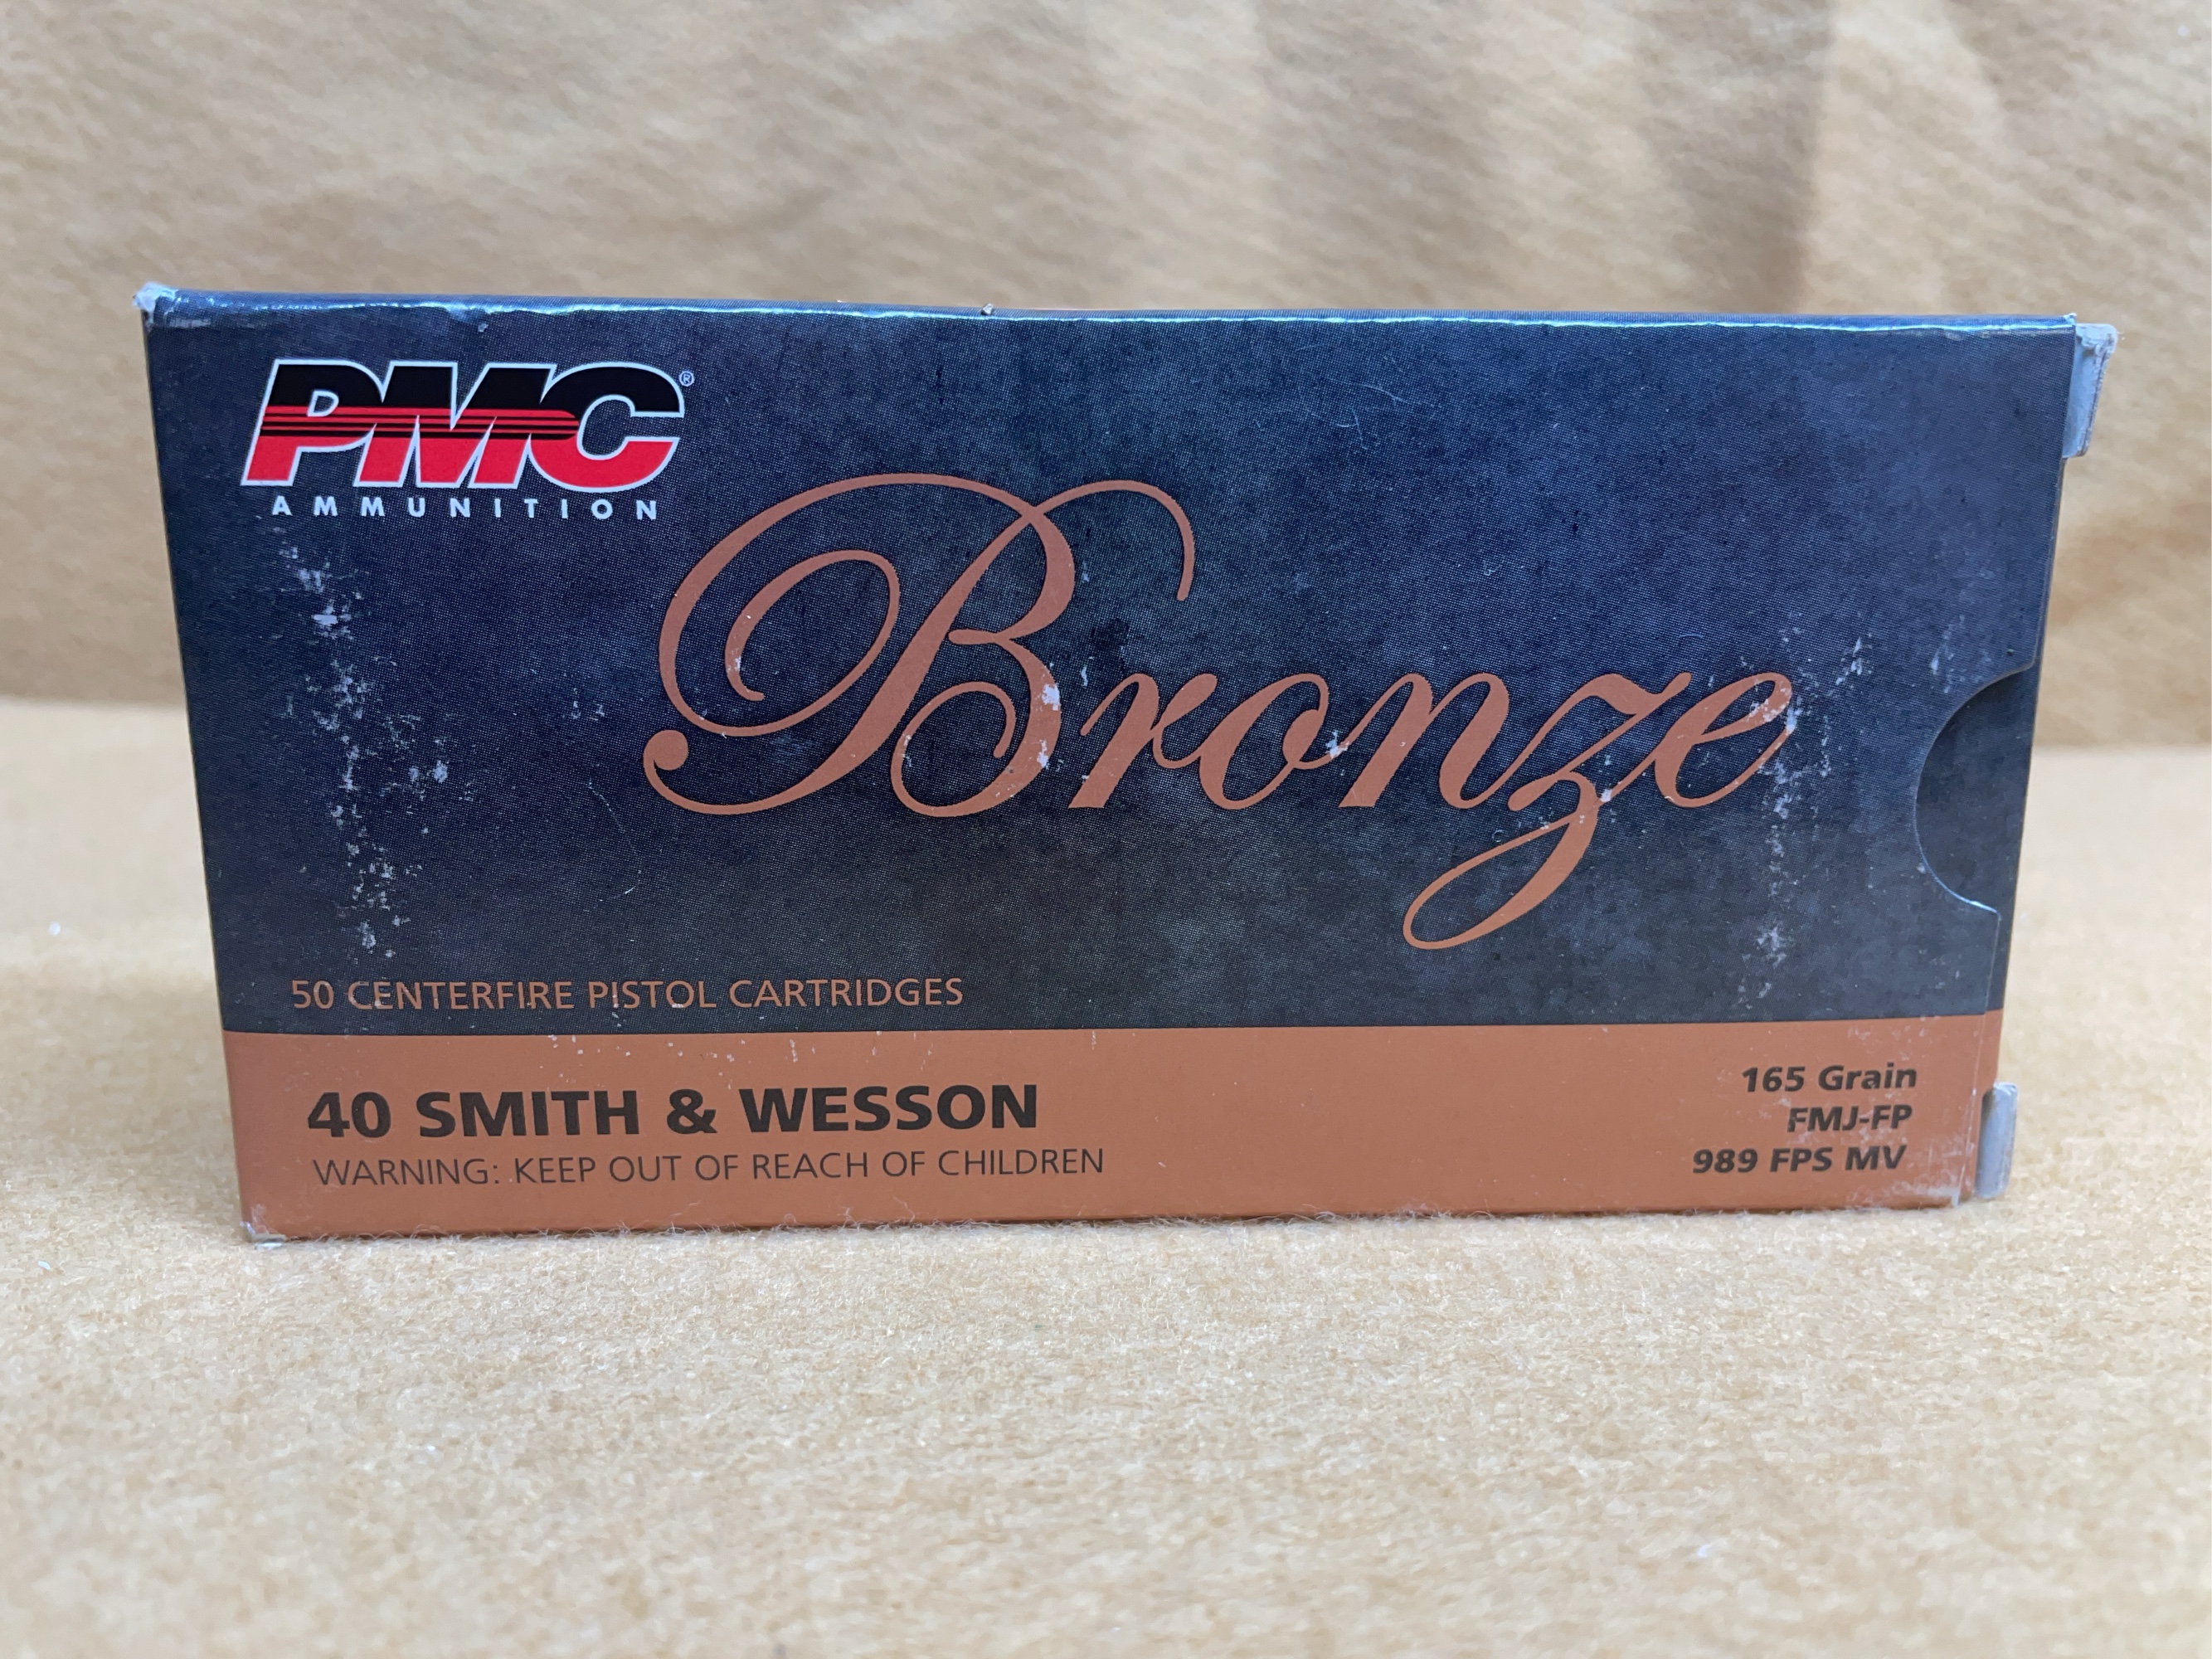 PMC®
AMMUNITION
Bronze
50 CENTERFIRE PISTOL CARTRIDGES
40 SMITH & WESSON
WARNING: KEEP OUT OF REACH OF CHILDREN
165 Grain
FMJ-FP
989 FPS MV